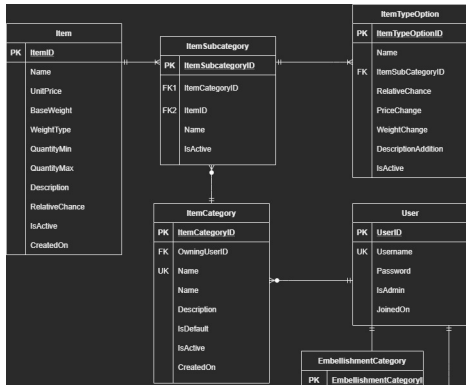 Item
PK ItemID
Name
UnitPrice
BaseWeight
WeightType
QuantityMin
QuantityMax
Description
RelativeChance
IsActive
CreatedOn
ItemSubcategory
PK ItemSubcategoryID
FK1 ItemCategoryID
FK2 ItemID
Name
IsActive
ItemTypeOption
PK ItemTypeOptionID
Name
FK ItemSubCategoryID
RelativeChance
PriceChange
WeightChange
DescriptionAddition
IsActive
ItemCategory
PK ItemCategoryID
FK OwningUserID
UK Name
Name
Description
IsDefault
IsActive
CreatedOn
User
PK UserID
UK Username
Password
IsAdmin
JoinedOn
EmbellishmentCategory
PK EmbellishmentCategoryI